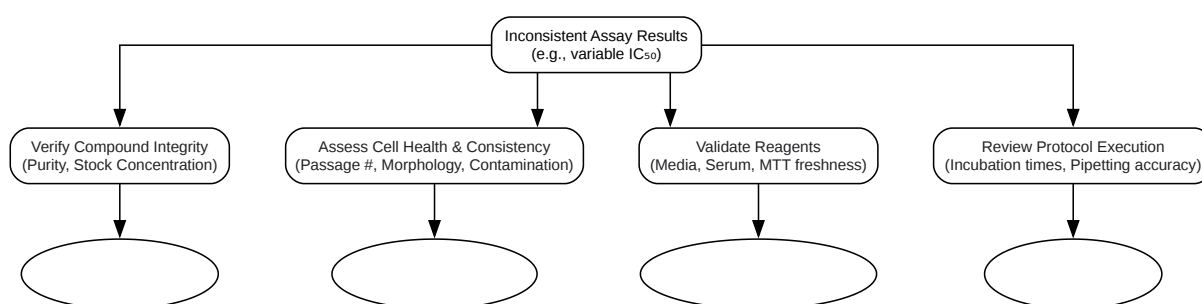 Inconsistent Assay Results
(e.g., variable IC₅₀)
Verify Compound Integrity
(Purity, Stock Concentration)
Assess Cell Health & Consistency
(Passage #, Morphology, Contamination)
Validate Reagents
(Media, Serum, MTT freshness)
Review Protocol Execution
(Incubation times, Pipetting accuracy)